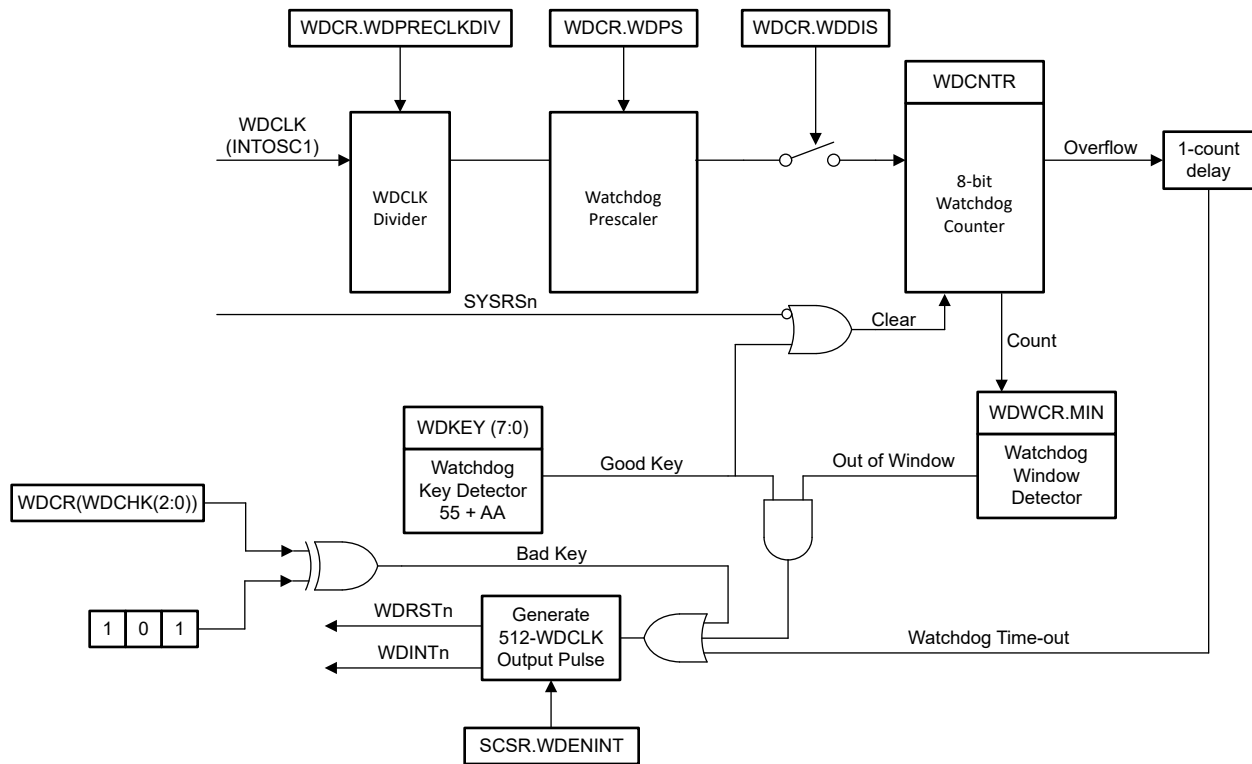 WDCR.WDPRECLKDIV
WDCR.WDPS
WDCR.WDDIS
WDCNTR
WDCLK
(INTOSC1)
WDCLK
Divider
Watchdog
Prescaler
8-bit
Watchdog
Counter
Overflow
1-count
delay
SYSRSn
Clear
Count
WDKEY (7:0)
Watchdog
Key Detector
55 + AA
Good Key
Out of Window
WDWCR.MIN
Watchdog
Window
Detector
WDCR(WDCHK(2:0))
Bad Key
1 0 1
WDRSTn
WDINTn
Generate
512-WDCLK
Output Pulse
Watchdog Time-out
SCSR.WDENINT